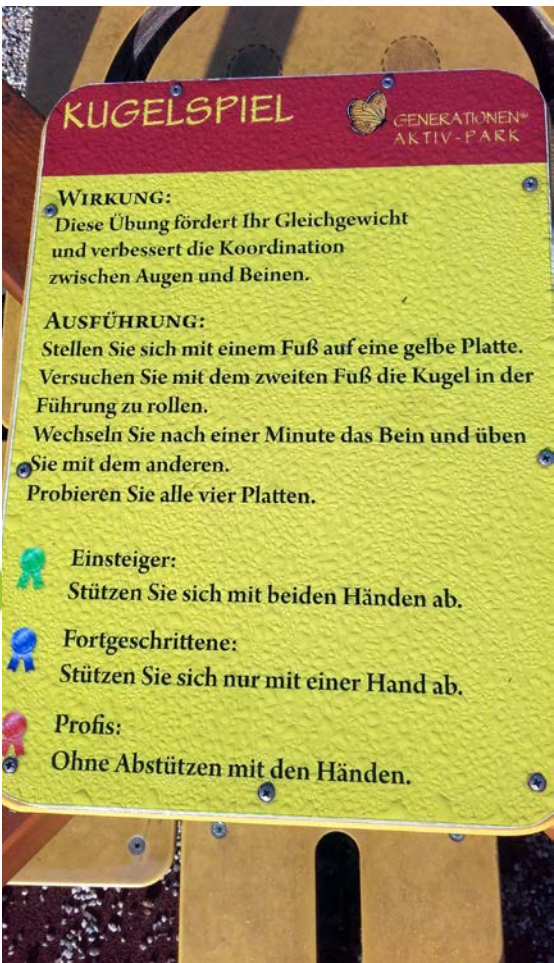 KUGELSPIEL
GENERATIONEN®
AKTIV-PARK
WIRKUNG:
Diese Übung fördert Ihr Gleichgewicht
und verbessert die Koordination
zwischen Augen und Beinen.
AUSFÜHRUNG:
Stellen Sie sich mit einem Fuß auf eine gelbe Platte.
Versuchen Sie mit dem zweiten Fuß die Kugel in der
Führung zu rollen.
Wechseln Sie nach einer Minute das Bein und üben
Sie mit dem anderen.
Probieren Sie alle vier Platten.
Einsteiger:
Stützen Sie sich mit beiden Händen ab.
Fortgeschrittene:
Stützen Sie sich nur mit einer Hand ab.
Profis:
Ohne Abstützen mit den Händen.